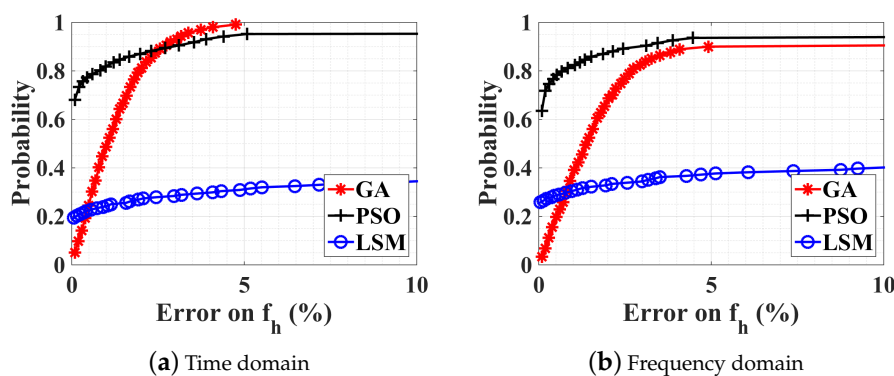 1
0.8
0.6
0.4
0.2
0
0
5
10
Probability
Error on f_h (%)
GA
PSO
LSM
(a) Time domain
1
0.8
0.6
0.4
0.2
0
0
5
10
Probability
Error on f_h (%)
GA
PSO
LSM
(b) Frequency domain